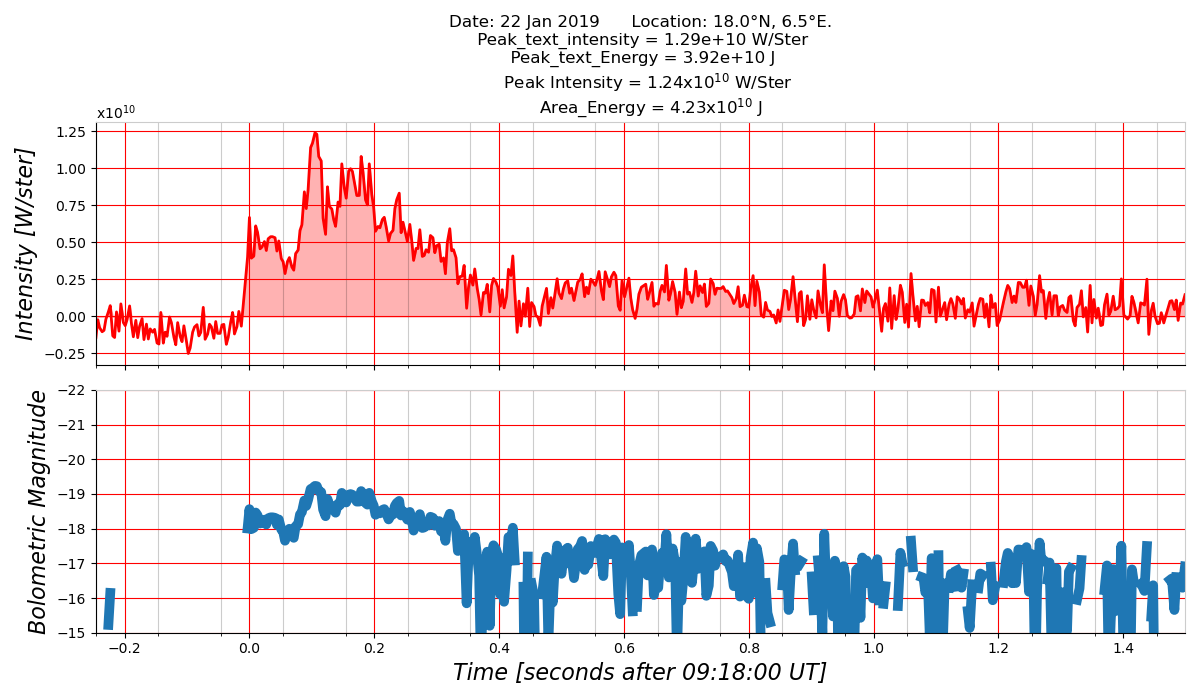 Date: 22 Jan 2019      Location: 18.0°N, 6.5°E.
Peak_text_intensity = 1.29e+10 W/Ster
Peak_text_Energy = 3.92e+10 J
Peak Intensity = 1.24x10¹⁰ W/Ster
Area_Energy = 4.23x10¹⁰ J
x10¹⁰
1.25
1.00
0.75
0.50
0.25
0.00
−0.25
Intensity [W/ster]
−22
−21
−20
−19
−18
−17
−16
−15
Bolometric Magnitude
−0.2 0.0 0.2 0.4 0.6 0.8 1.0 1.2 1.4
Time [seconds after 09:18:00 UT]